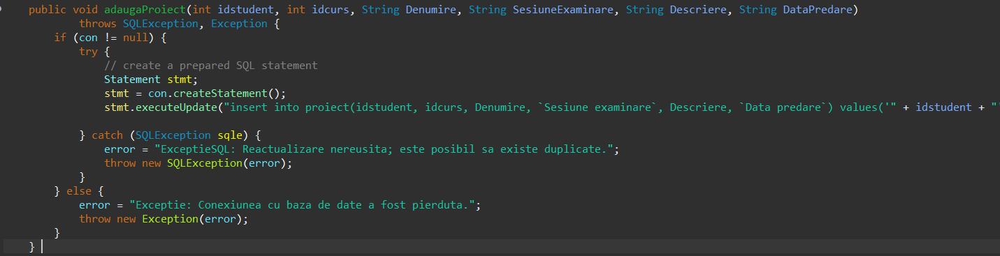 public void adaugaProiect(int idstudent, int idcurs, String Denumire, String SesiuneExaminare, String Descriere, String DataPredare)
throws SQLException, Exception {
if (con != null) {
try {
// create a prepared SQL statement
Statement stmt;
stmt = con.createStatement();
stmt.executeUpdate("insert into proiect(idstudent, idcurs, Denumire, `Sesiune examinare`, Descriere, `Data predare`) values('" + idstudent + "'
} catch (SQLException sqle) {
error = "ExceptieSQL: Reactualizare nereusita; este posibil sa existe duplicate.";
throw new SQLException(error);
}
} else {
error = "Exceptie: Conexiunea cu baza de date a fost pierduta.";
throw new Exception(error);
}
}